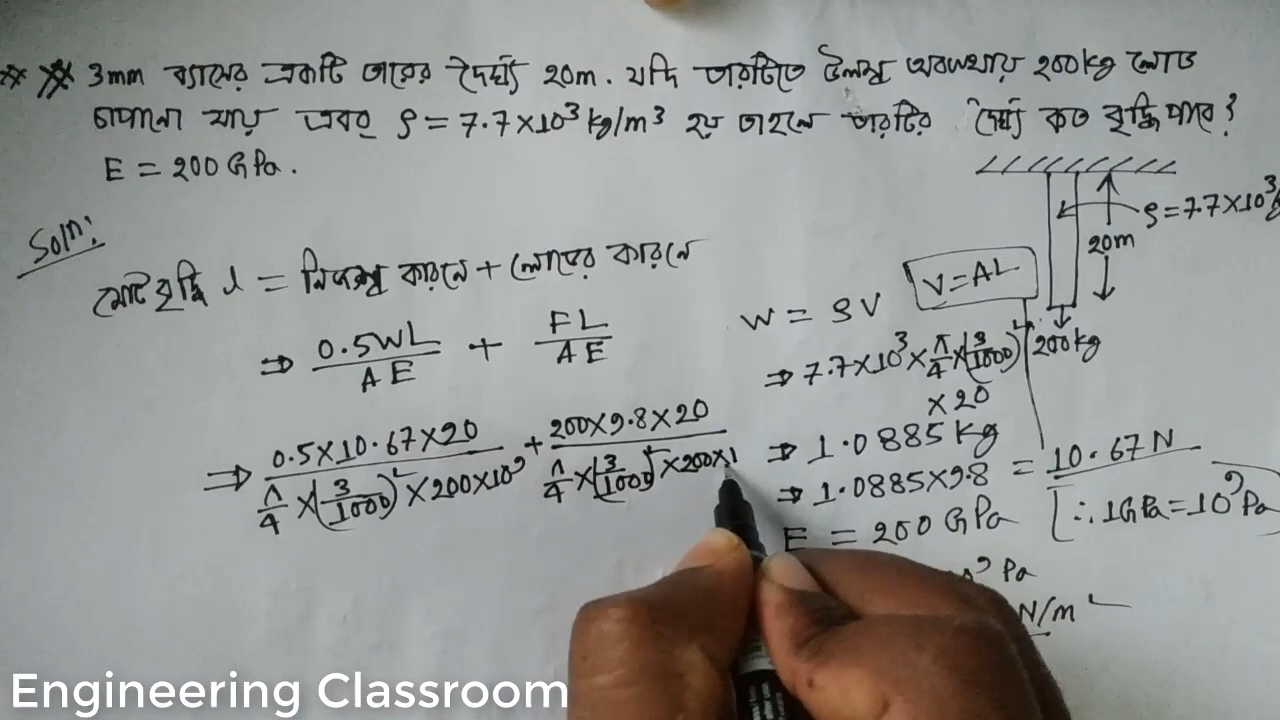 ** 3mm ব্যাসের একটি তারের দৈর্ঘ্য 20m. যদি তারটিতে উলম্ব অবস্থায় 200kg লোড
চাপানো যায় এবং ρ = 7.7×10³ kg/m³ হয় তাহলে তারটির দৈর্ঘ্য কত বৃদ্ধি পাবে?
E = 200 GPa.
Soln:
মোট বৃদ্ধি λ = নিজস্ব কারনে + লোডের কারনে
⇒ 0.5WL/AE + FL/AE
⇒ 0.5×10.67×20 / π/4 ×(3/1000)² ×200×10⁹ + 200×9.8×20 / π/4 ×(3/1000)² ×200×1
ρ = 7.7×10³
20m
200kg
V = AL
W = ρV
⇒ 7.7×10³ × π/4 ×(3/1000)²
× 20
⇒ 1.0885 kg
⇒ 1.0885×9.8 = 10.67 N
E = 200 GPa [∴ 1GPa = 10⁹ Pa
10⁹ Pa
N/m²
Engineering Classroom